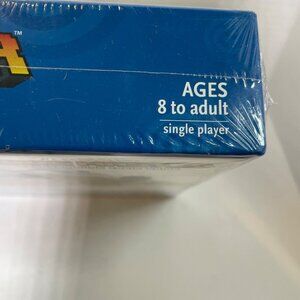 AGES
8 to adult
single player